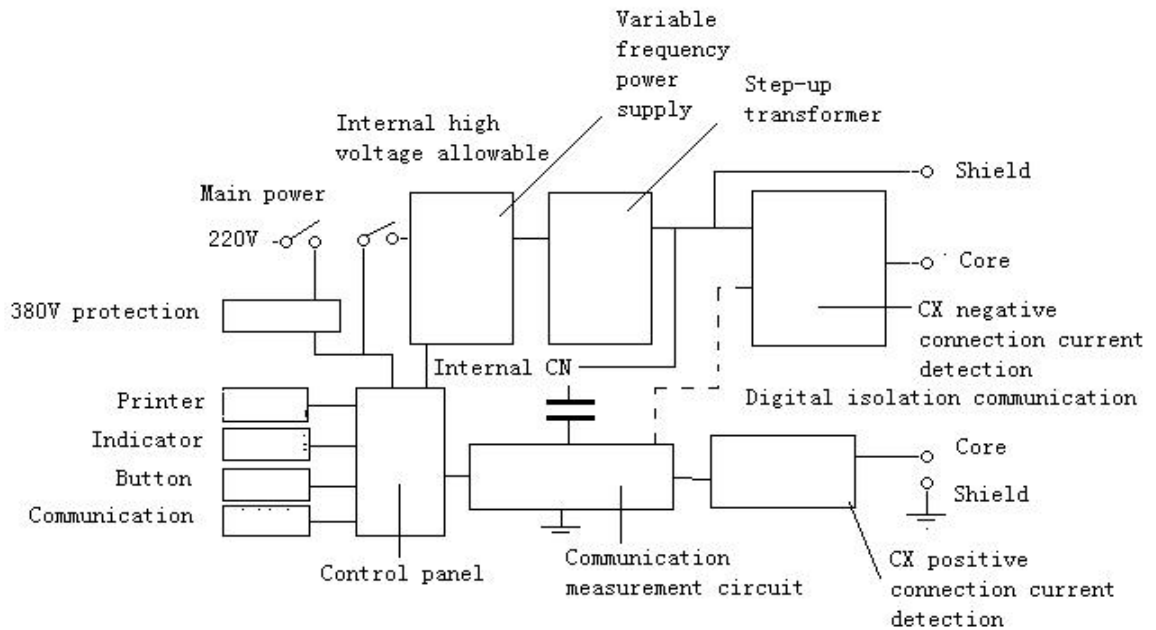 Variable
frequency
power
supply
Step-up
transformer
Internal high
voltage allowable
Shield
Main power
220V
Core
380V protection
CX negative
connection current
detection
Internal CN
Digital isolation communication
Printer
Indicator
Button
Communication
Core
Shield
Control panel
Communication
measurement circuit
CX positive
connection current
detection